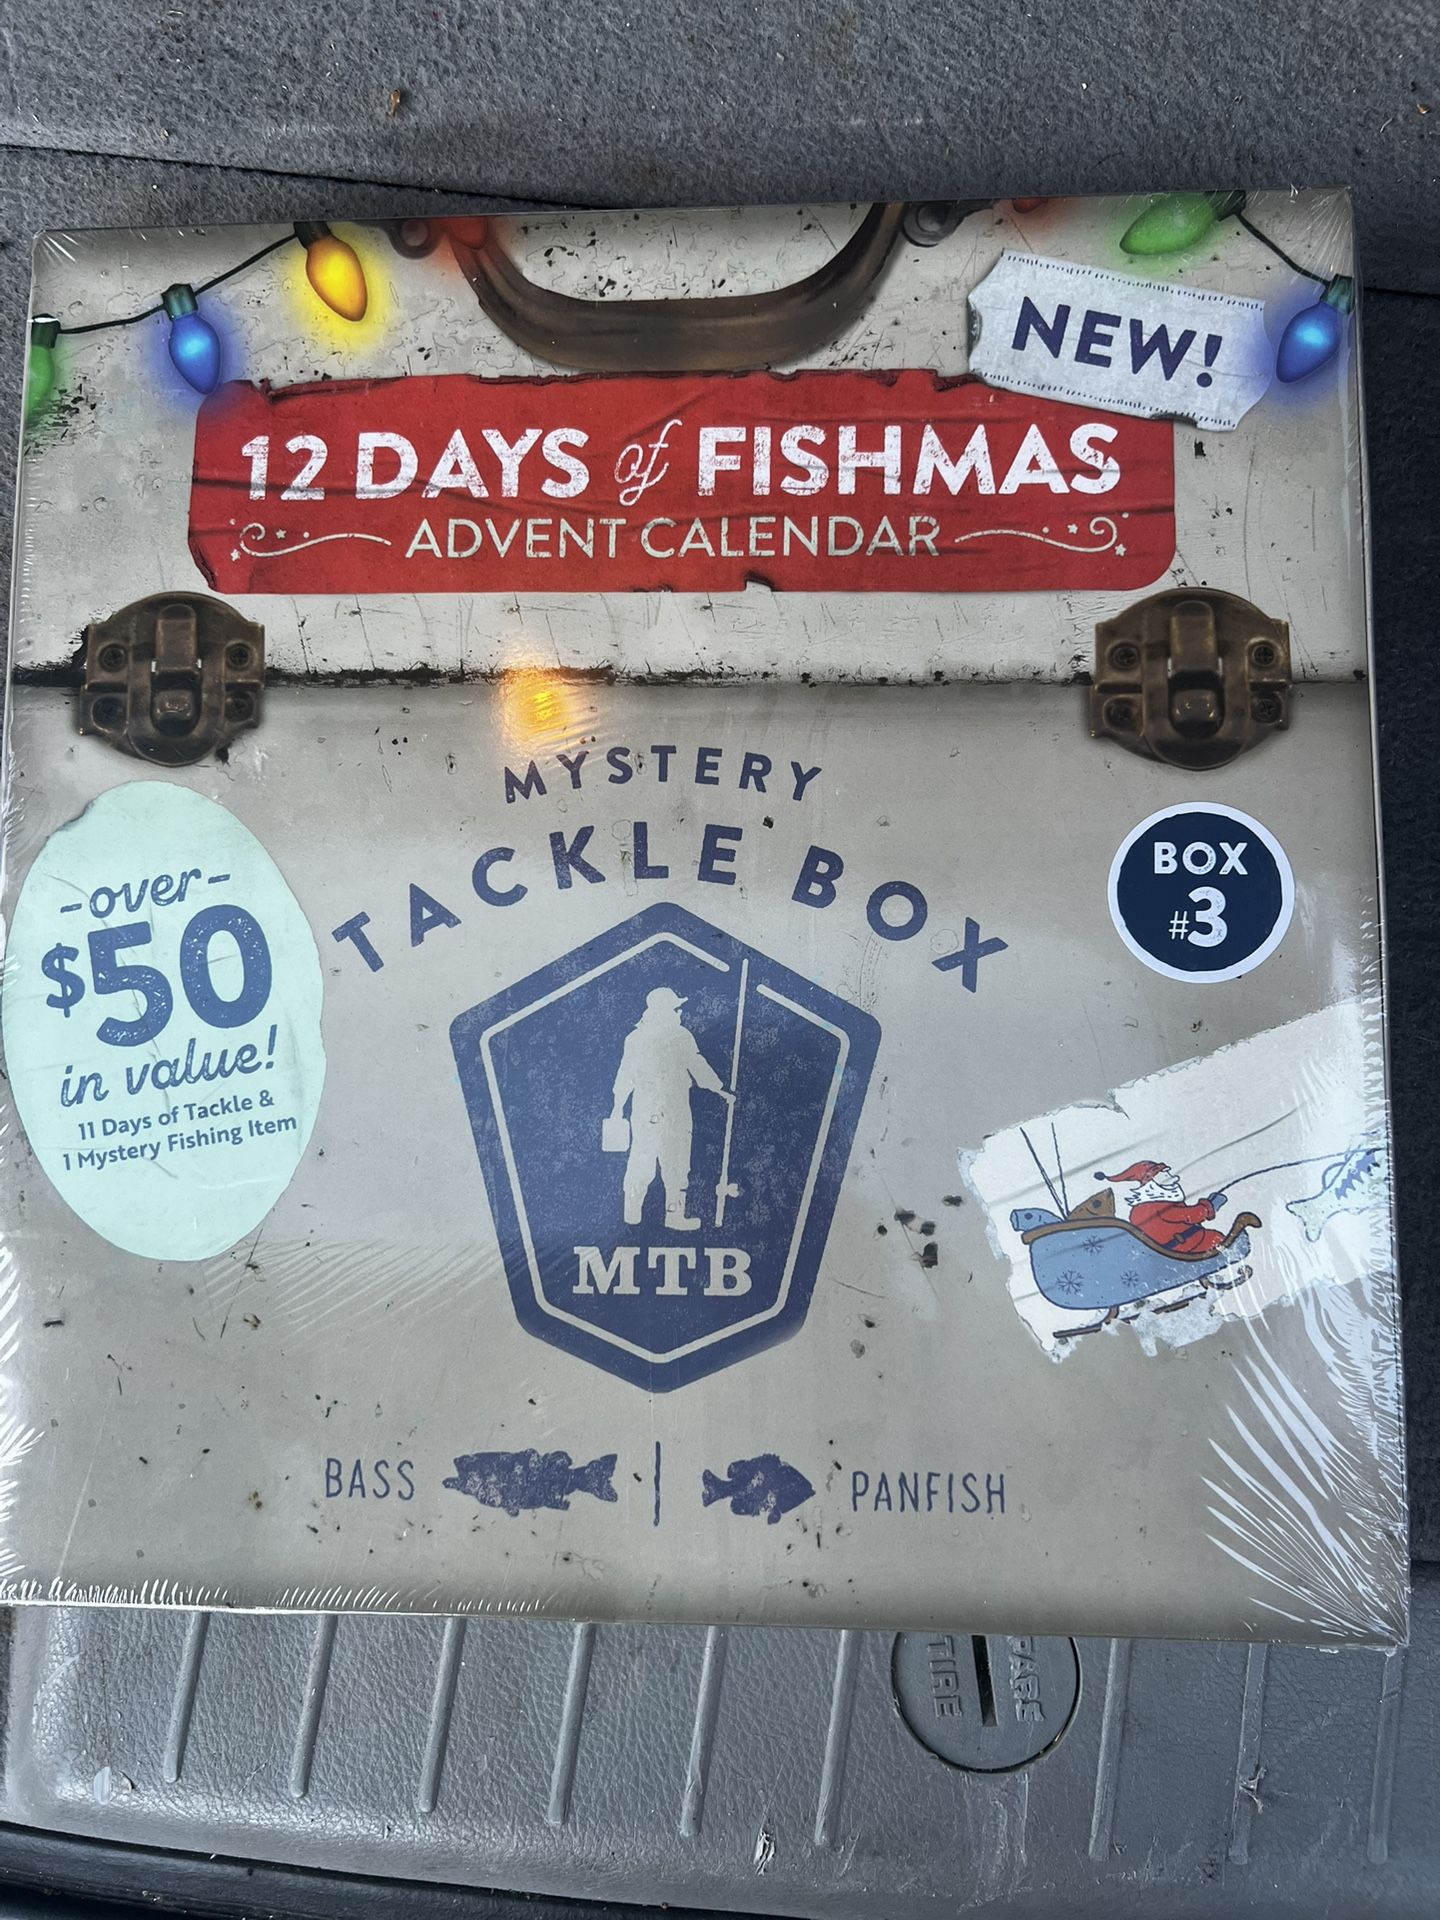 NEW!
12 DAYS of FISHMAS
ADVENT CALENDAR
MYSTERY
TACKLE BOX
BOX
#3
-over-
$50
in value!
11 Days of Tackle &
1 Mystery Fishing Item
MTB
BASS | PANFISH
SPARE
TIRE